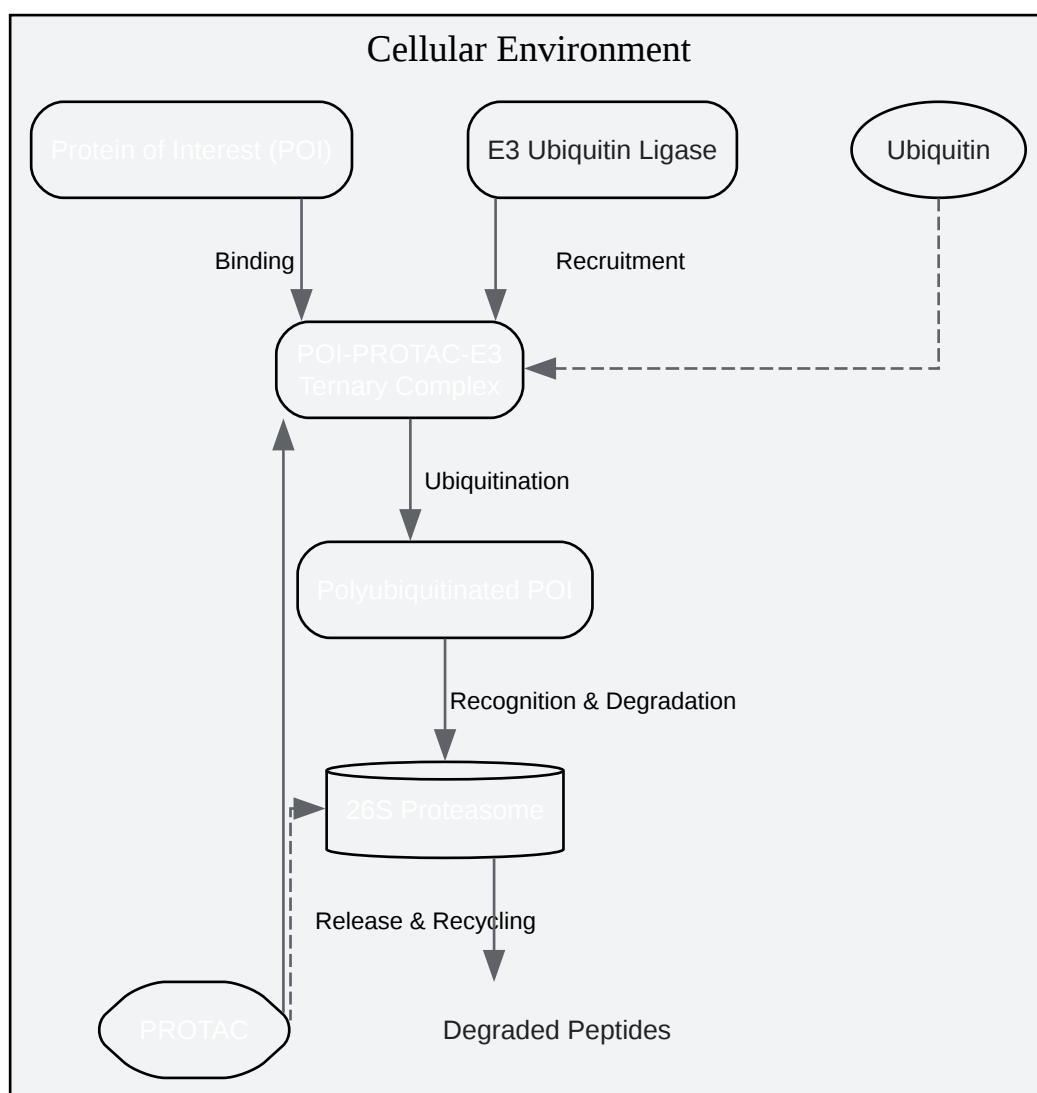 Cellular Environment
Protein of Interest (POI)
E3 Ubiquitin Ligase
Ubiquitin
Binding
Recruitment
POI-PROTAC-E3
Ternary Complex
Ubiquitination
Polyubiquitinated POI
Recognition & Degradation
26S Proteasome
Release & Recycling
PROTAC
Degraded Peptides